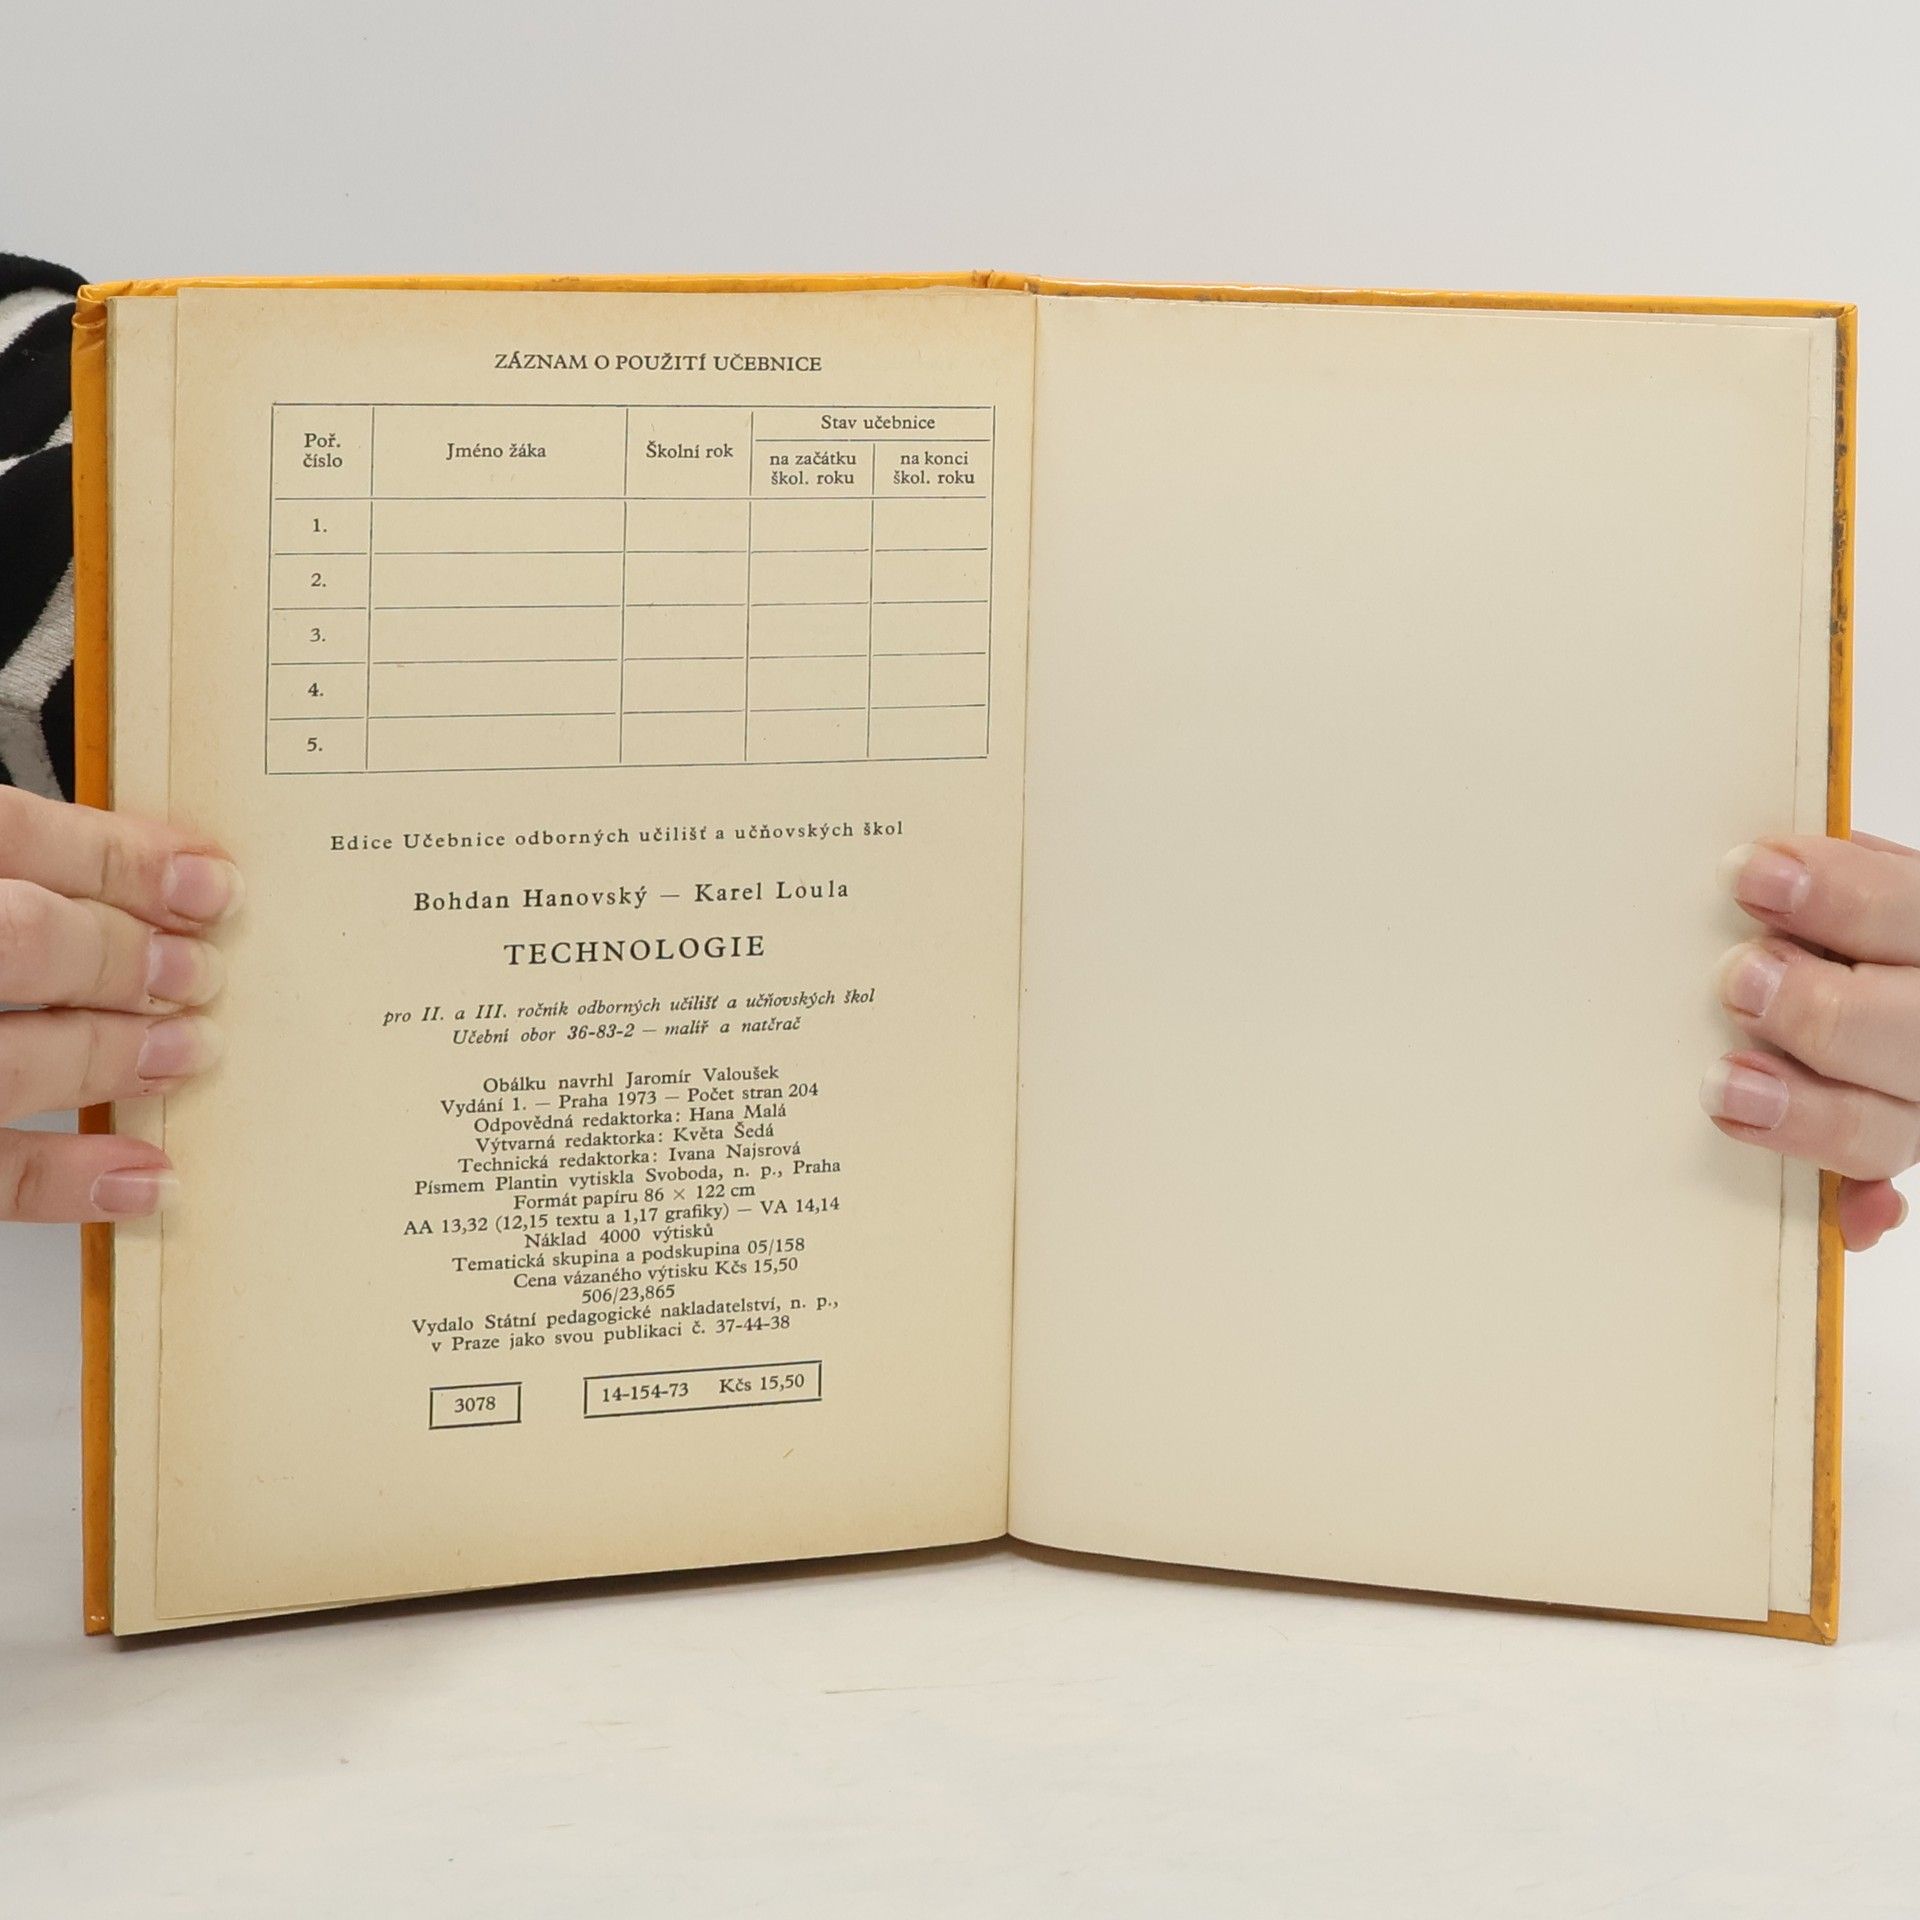 ZÁZNAM O POUŽITÍ UČEBNICE
Poř. číslo
Jméno žáka
Školní rok
Stav učebnice
na začátku škol. roku
na konci škol. roku
1.
2.
3.
4.
5.
Edice Učebnice odborných učilišť a učňovských škol
Bohdan Hanovský — Karel Loula
TECHNOLOGIE
pro II. a III. ročník odborných učilišť a učňovských škol
Učební obor 36-83-2 — malíř a natěrač
Obálku navrhl Jaromír Valoušek
Vydání 1. — Praha 1973 — Počet stran 204
Odpovědná redaktorka: Hana Malá
Výtvarná redaktorka: Květa Šedá
Technická redaktorka: Ivana Najsrová
Písmem Plantin vytiskla Svoboda, n. p., Praha
Formát papíru 86 × 122 cm
AA 13,32 (12,15 textu a 1,17 grafiky) — VA 14,14
Náklad 4000 výtisků
Tematická skupina a podskupina 05/158
Cena vázaného výtisku Kčs 15,50
506/23,865
Vydalo Státní pedagogické nakladatelství, n. p.,
v Praze jako svou publikaci č. 37-44-38
3078
14-154-73 Kčs 15,50